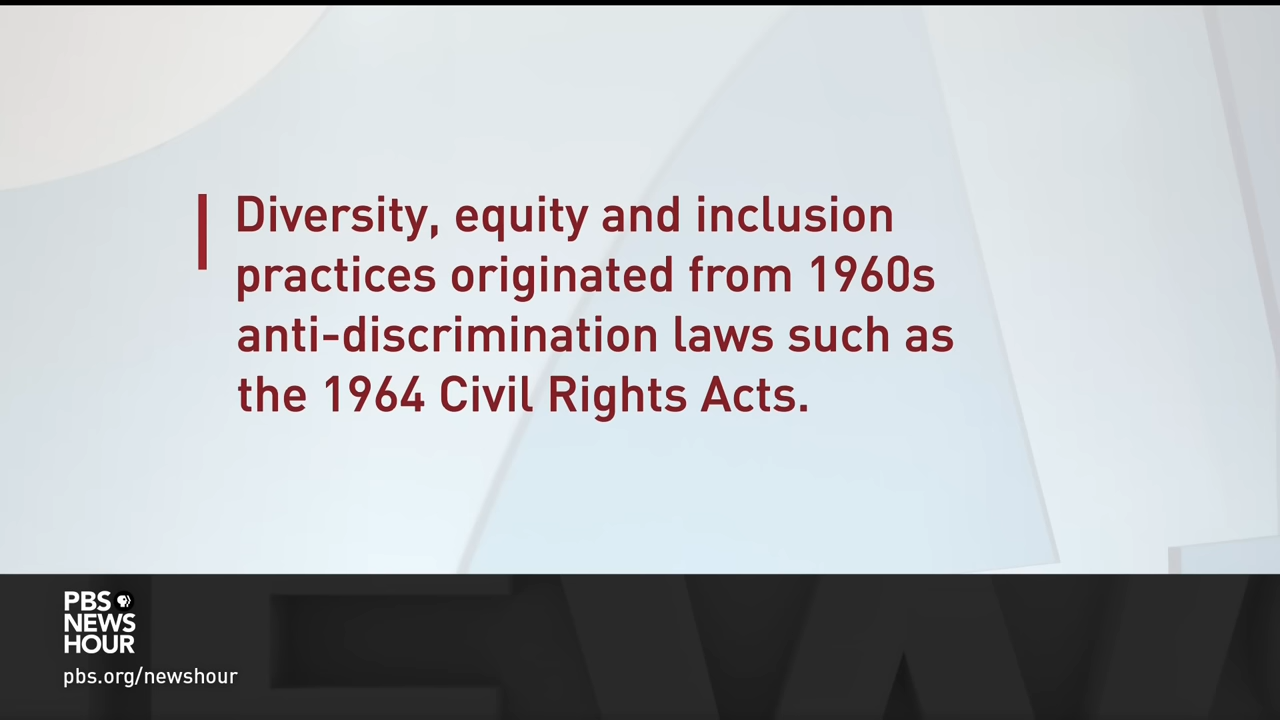 Diversity, equity and inclusion
practices originated from 1960s
anti-discrimination laws such as
the 1964 Civil Rights Acts.
PBS
NEWS
HOUR
pbs.org/newshour